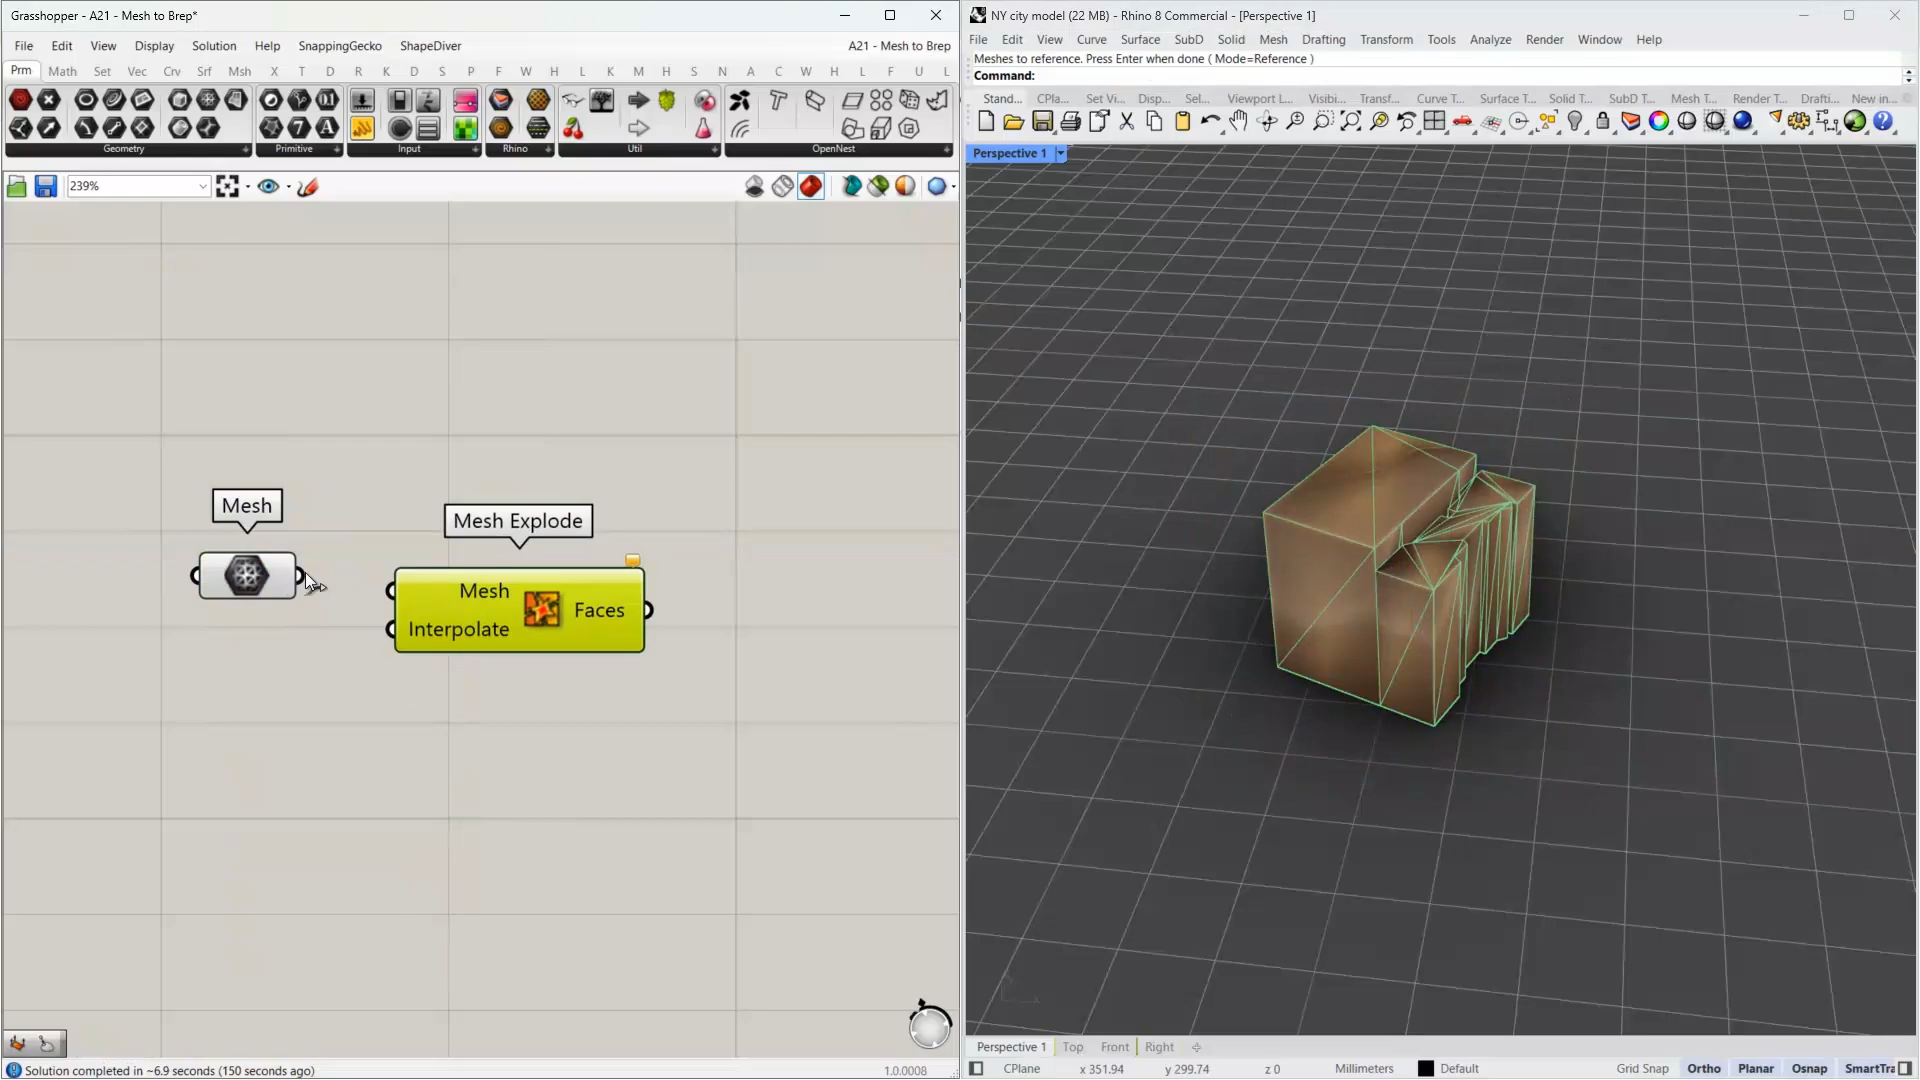 Grasshopper - A21 - Mesh to Brep*
File Edit View Display Solution Help SnappingGecko ShapeDiver A21 - Mesh to Brep
Prm Math Set Vec Crv Srf Msh X T D R K D S P F W H L K M H S N A C W H L F U L
Geometry Primitive Input Rhino Util OpenNest
239%
Mesh
Mesh Explode
Mesh
Interpolate
Faces
Solution completed in ~6.9 seconds (150 seconds ago) 1.0.0008
NY city model (22 MB) - Rhino 8 Commercial - [Perspective 1]
File Edit View Curve Surface SubD Solid Mesh Drafting Transform Tools Analyze Render Window Help
Meshes to reference. Press Enter when done ( Mode=Reference )
Command:
Stand... CPla... Set Vi... Disp... Sel... Viewport L... Visibi... Transf... Curve T... Surface T... Solid T... SubD T... Mesh T... Render T... Drafti... New in...
Perspective 1
Perspective 1 Top Front Right
CPlane x 351.94 y 299.74 z 0 Millimeters Default Grid Snap Ortho Planar Osnap SmartTra